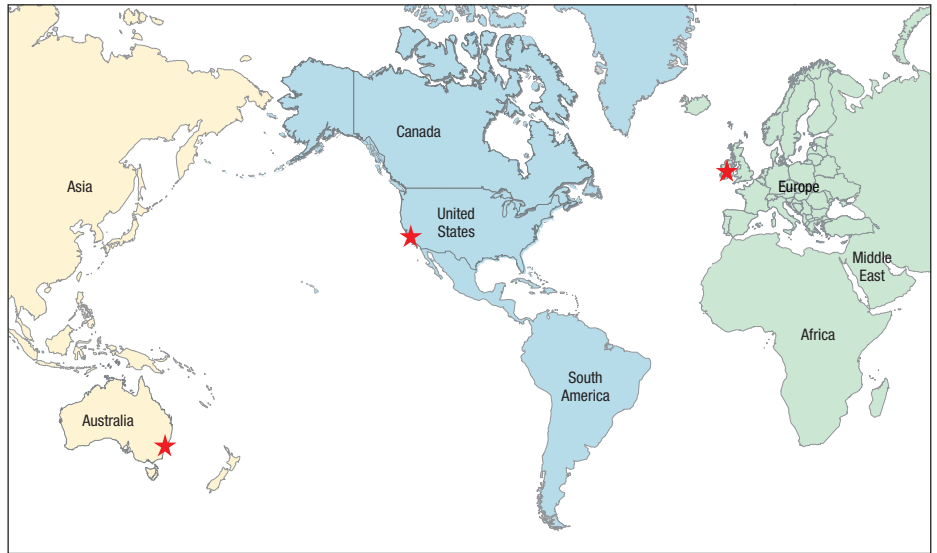 Canada
Asia
Europe
United
States
Middle
East
Africa
South
America
Australia